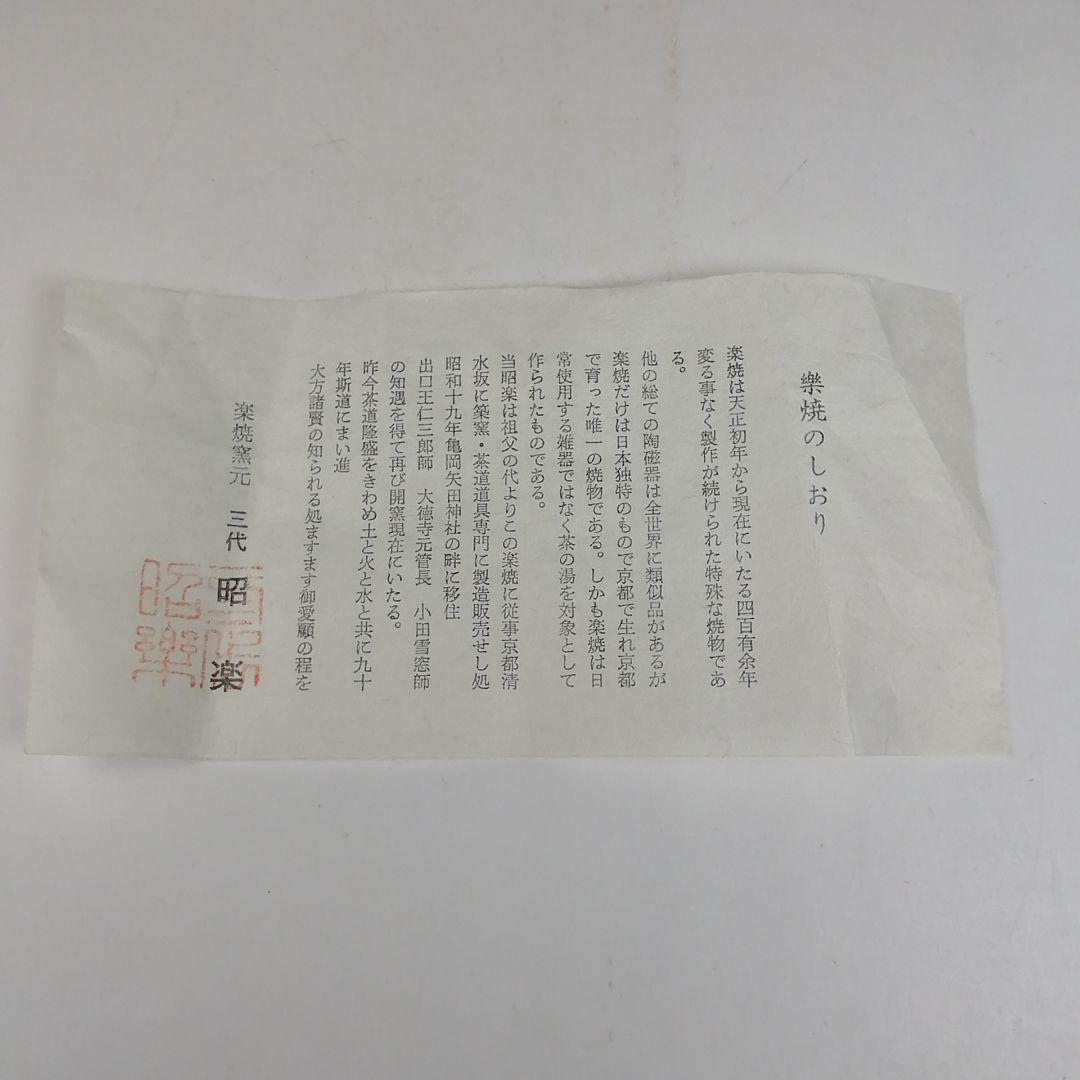 樂焼のしおり
楽焼は天正初年から現在にいたる四百有余年
変る事なく製作が続けられた特殊な焼物であ
る。
他の総ての陶磁器は全世界に類似品があるが
楽焼だけは日本独特のもので京都で生れ京都
で育った唯一の焼物である。しかも楽焼は日
常使用する雑器ではなく茶の湯を対象として
作られたものである。
当昭楽は祖父の代よりこの楽焼に従事京都清
水坂に築窯・茶道道具専門に製造販売せし処
昭和十九年亀岡矢田神社の畔に移住
出口王仁三郎師　大徳寺元管長　小田雪窓師
の知遇を得て再び開窯現在にいたる。
昨今茶道隆盛をきわめ土と火と水と共に九十
年斯道にまい進
大方諸賢の知られる処ますます御愛顧の程を
楽焼窯元　三代　昭楽
昭樂